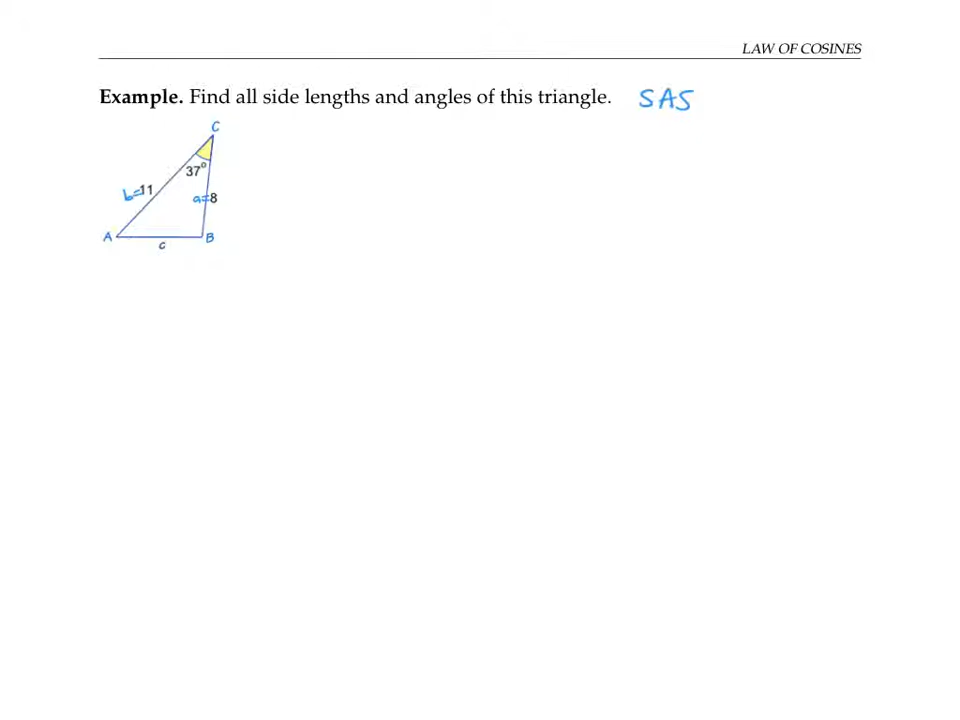 LAW OF COSINES
Example. Find all side lengths and angles of this triangle. SAS
C
37°
b=11
a=8
A
B
c